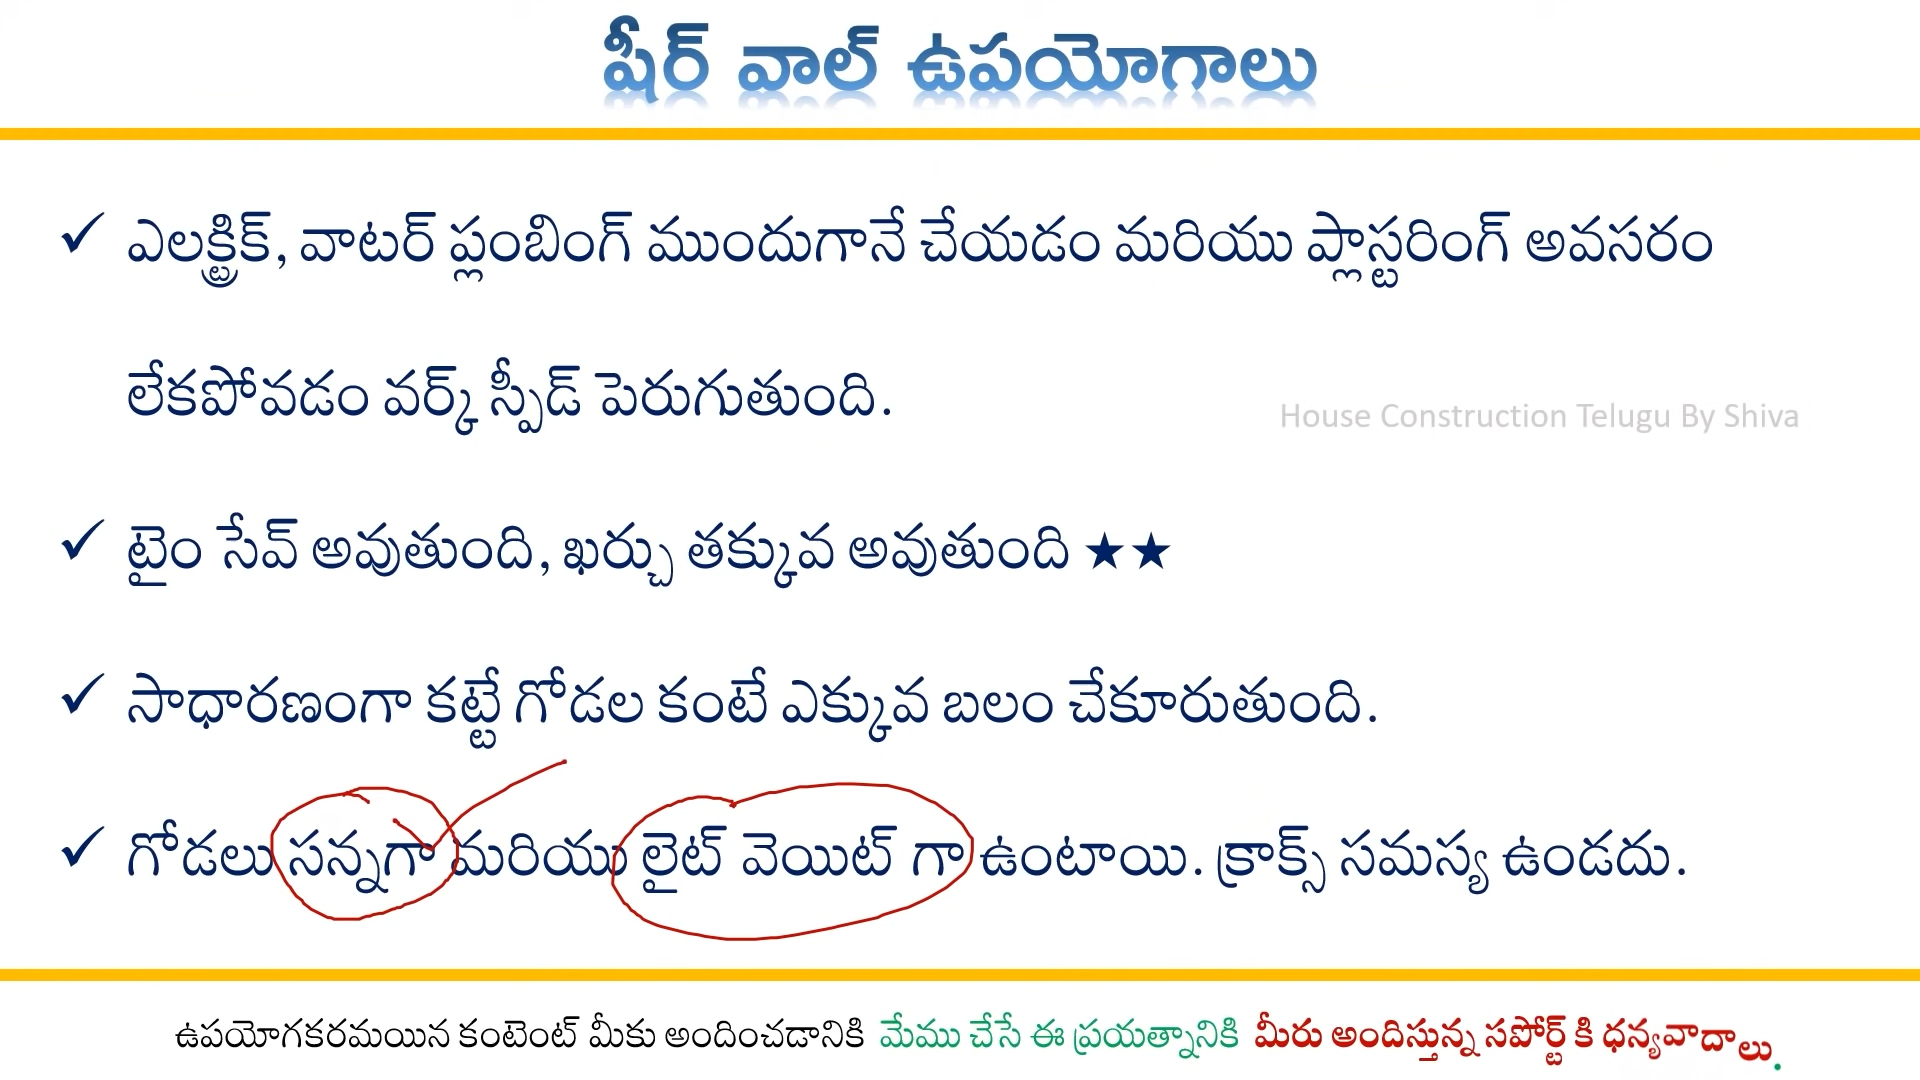 షీర్ వాల్ ఉపయోగాలు
✓ ఎలక్ట్రిక్, వాటర్ ప్లంబింగ్ ముందుగానే చేయడం మరియు ప్లాస్టరింగ్ అవసరం
లేకపోవడం వర్క్ స్పీడ్ పెరుగుతుంది.
House Construction Telugu By Shiva
✓ టైం సేవ్ అవుతుంది, ఖర్చు తక్కువ అవుతుంది ★★
✓ సాధారణంగా కట్టే గోడల కంటే ఎక్కువ బలం చేకూరుతుంది.
✓ గోడలు సన్నగా మరియు లైట్ వెయిట్ గా ఉంటాయి. క్రాక్స్ సమస్య ఉండదు.
ఉపయోగకరమయిన కంటెంట్ మీకు అందించడానికి మేము చేసే ఈ ప్రయత్నానికి మీరు అందిస్తున్న సపోర్ట్ కి ధన్యవాదాలు.